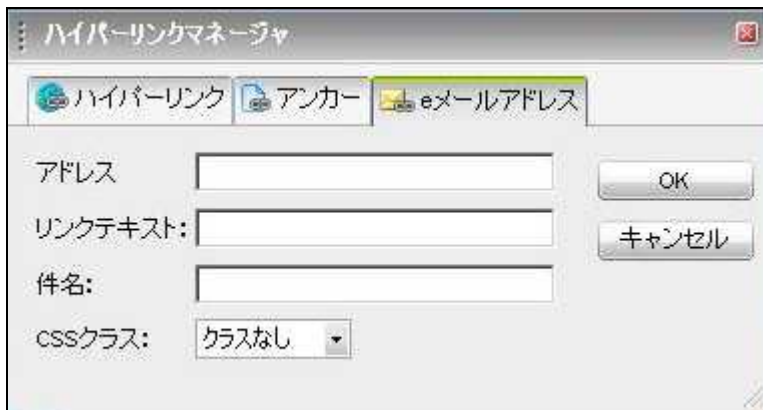 ハイパーリンクマネージャ
ハイパーリンク アンカー eメールアドレス
アドレス
OK
リンクテキスト:
キャンセル
件名:
CSSクラス: クラスなし